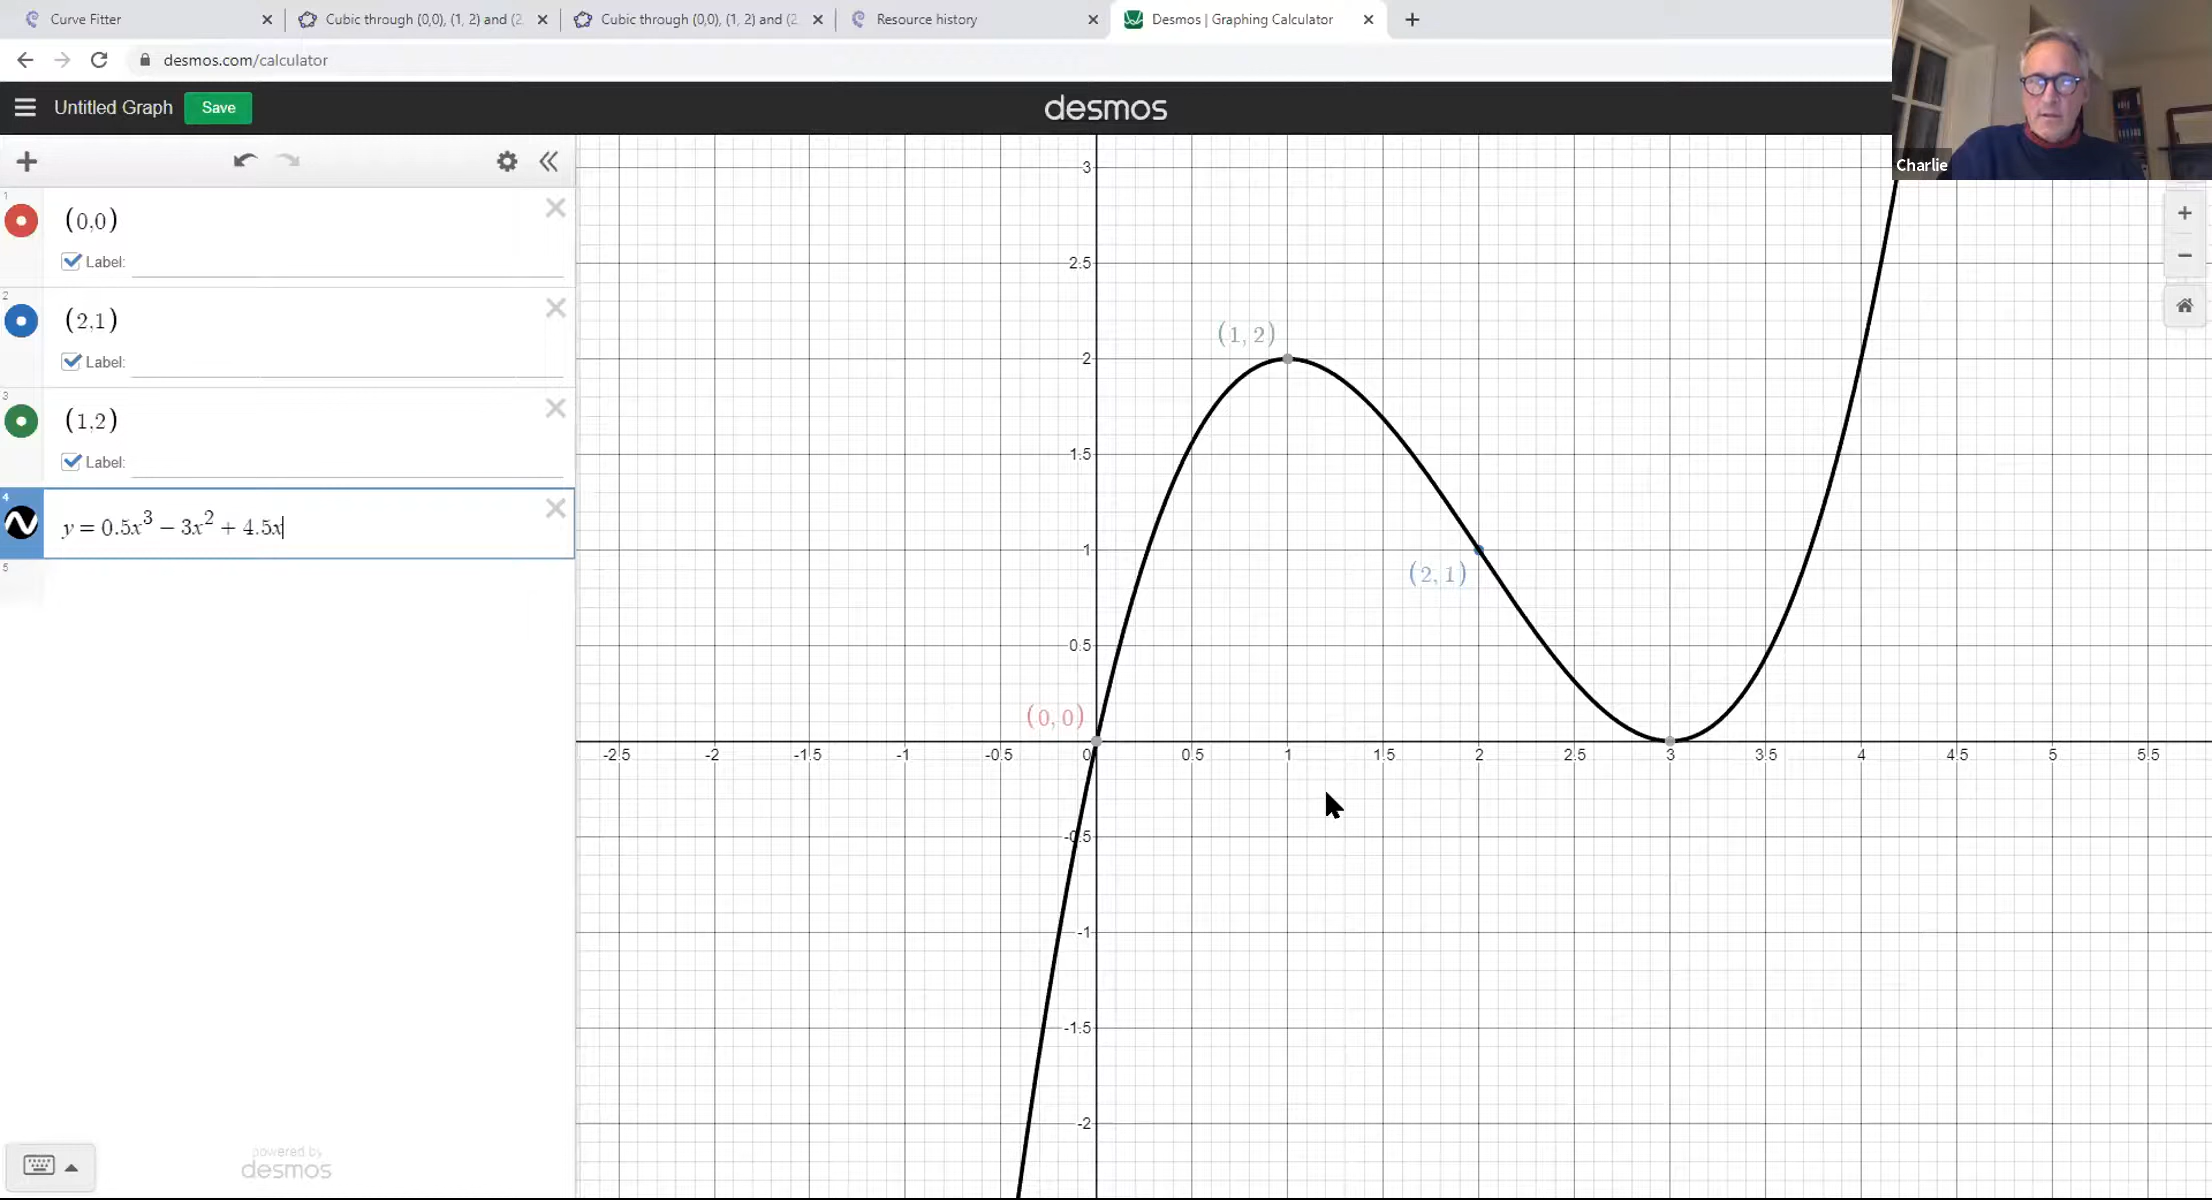 Curve Fitter
Cubic through (0,0), (1, 2) and (2
Cubic through (0,0), (1, 2) and (2
Resource history
Desmos | Graphing Calculator
desmos.com/calculator
Charlie
Untitled Graph Save
desmos
1
(0,0)
Label:
2
(2,1)
Label:
3
(1,2)
Label:
4
y = 0.5x³ − 3x² + 4.5x
5
powered by
desmos
3
2.5
2
1.5
1
0.5
-0.5
-1
-1.5
-2
(1, 2)
(2, 1)
(0, 0)
-2.5 -2 -1.5 -1 -0.5 0 0.5 1 1.5 2 2.5 3 3.5 4 4.5 5 5.5